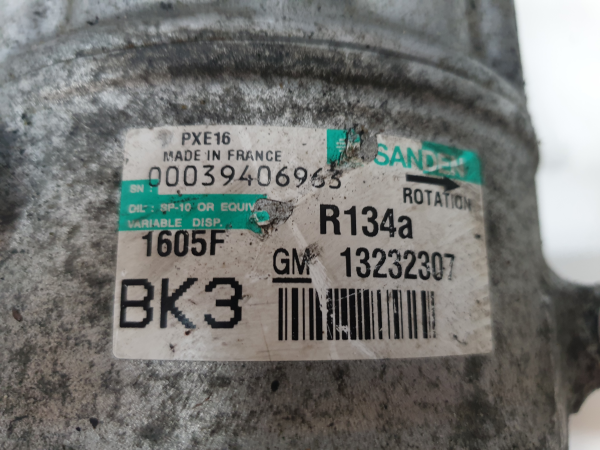 PXE16
MADE IN FRANCE
SANDEN
SN
00039406963
ROTATION
OIL: SP-10 OR EQUIV
VARIABLE DISP.
R134a
1605F
GM 13232307
BK3